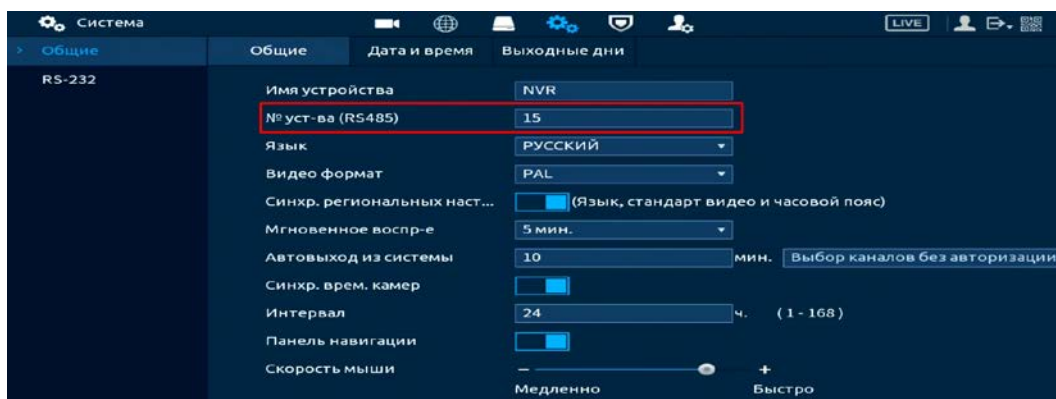 Система LIVE
Общие Общие Дата и время Выходные дни
RS-232
Имя устройства NVR
№ уст-ва (RS485) 15
Язык РУССКИЙ
Видео формат PAL
Синхр. региональных наст... (Язык, стандарт видео и часовой пояс)
Мгновенное воспр-е 5 мин.
Автовыход из системы 10 мин. Выбор каналов без авторизации
Синхр. врем. камер
Интервал 24 ч. (1-168)
Панель навигации
Скорость мыши − +
Медленно Быстро